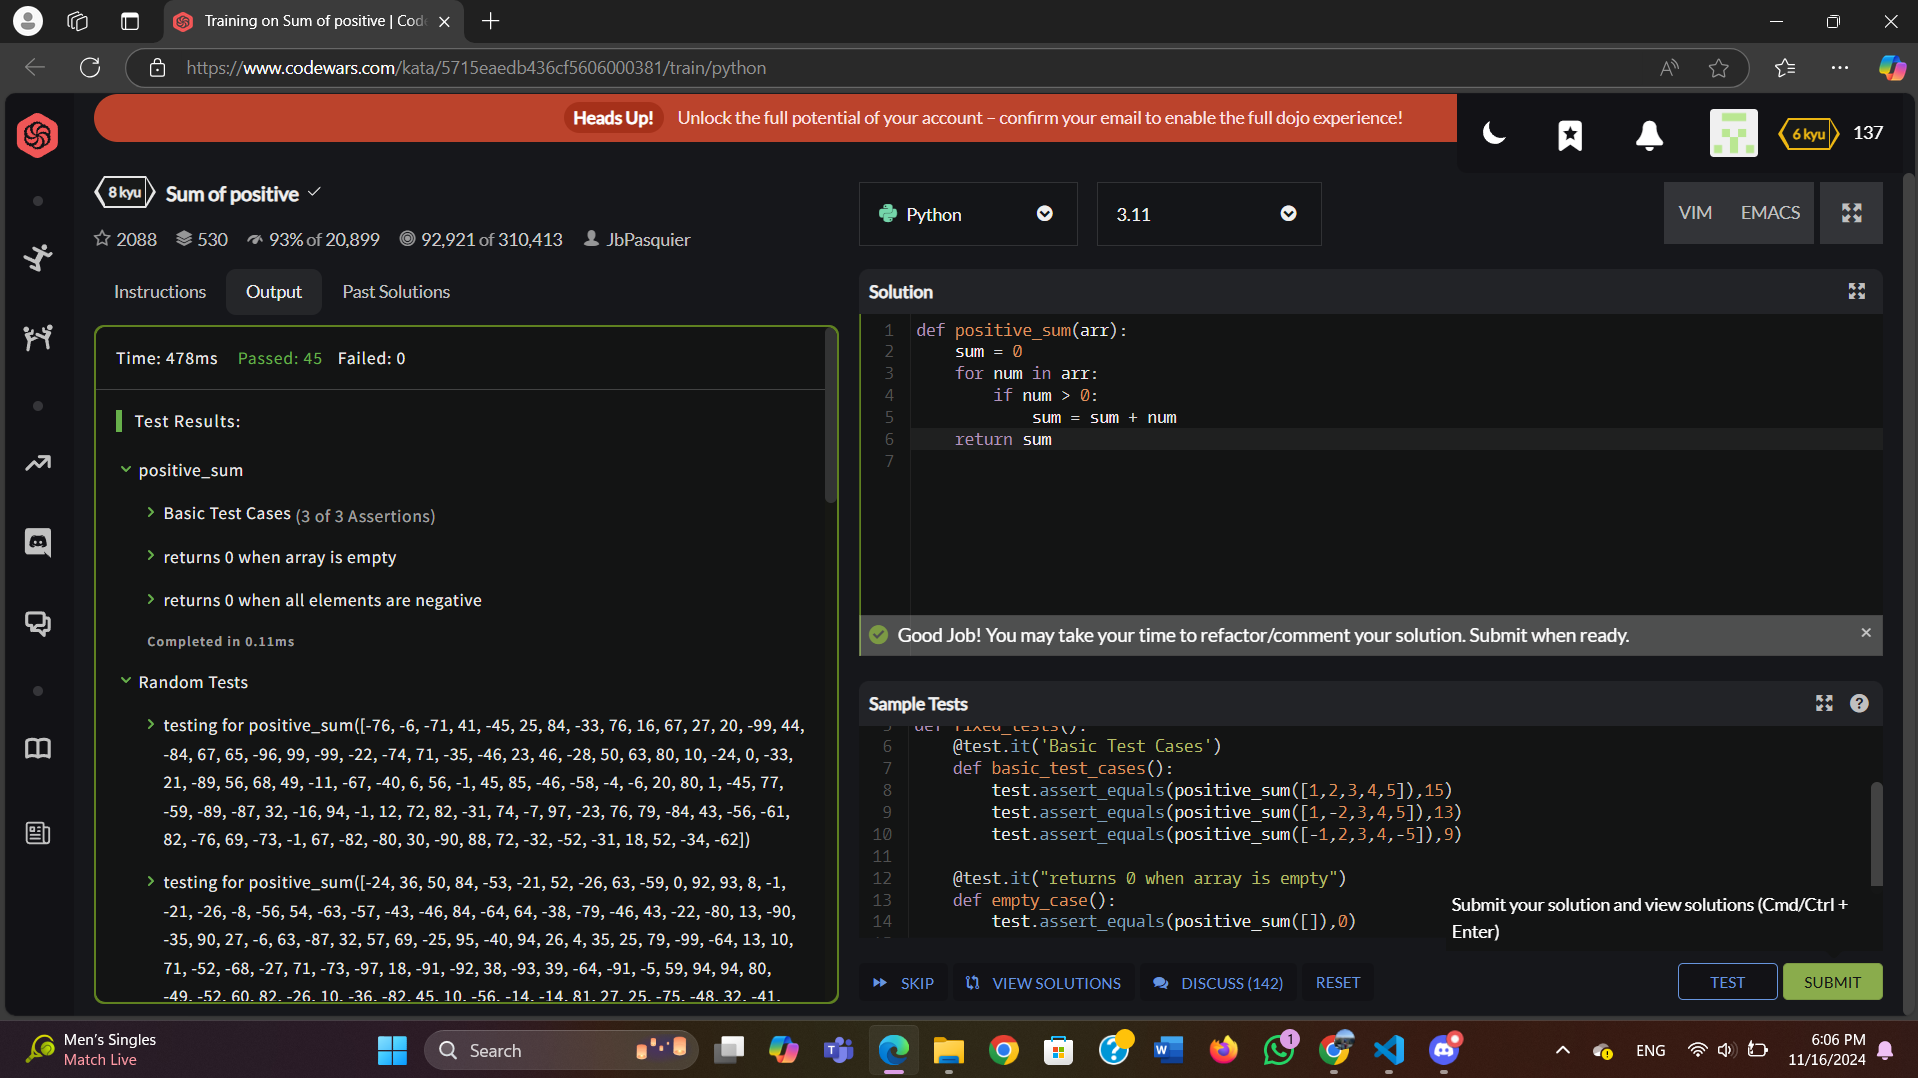 Training on Sum of positive | Cod
https://www.codewars.com/kata/5715eaedb436cf5606000381/train/python
Heads Up! Unlock the full potential of your account – confirm your email to enable the full dojo experience!
6 kyu 137
8 kyu Sum of positive
2088 530 93% of 20,899 92,921 of 310,413 JbPasquier
Python
3.11
VIM EMACS
Instructions Output Past Solutions
Time: 478ms Passed: 45 Failed: 0
Test Results:
positive_sum
Basic Test Cases (3 of 3 Assertions)
returns 0 when array is empty
returns 0 when all elements are negative
Completed in 0.11ms
Random Tests
testing for positive_sum([-76, -6, -71, 41, -45, 25, 84, -33, 76, 16, 67, 27, 20, -99, 44,
-84, 67, 65, -96, 99, -99, -22, -74, 71, -35, -46, 23, 46, -28, 50, 63, 80, 10, -24, 0, -33,
21, -89, 56, 68, 49, -11, -67, -40, 6, 56, -1, 45, 85, -46, -58, -4, -6, 20, 80, 1, -45, 77,
-59, -89, -87, 32, -16, 94, -1, 12, 72, 82, -31, 74, -7, 97, -23, 76, 79, -84, 43, -56, -61,
82, -76, 69, -73, -1, 67, -82, -80, 30, -90, 88, 72, -32, -52, -31, 18, 52, -34, -62])
testing for positive_sum([-24, 36, 50, 84, -53, -21, 52, -26, 63, -59, 0, 92, 93, 8, -1,
-21, -26, -8, -56, 54, -63, -57, -43, -46, 84, -64, 64, -38, -79, -46, 43, -22, -80, 13, -90,
-35, 90, 27, -6, 63, -87, 32, 57, 69, -25, 95, -40, 94, 26, 4, 35, 25, 79, -99, -64, 13, 10,
71, -52, -68, -27, 71, -73, -97, 18, -91, -92, 38, -93, 39, -64, -91, -5, 59, 94, 94, 80,
-49, -52, 60, 82, -26, 10, -36, -82, 45, 10, -56, -14, -14, 81, 27, 25, -75, -48, 32, -41,
Solution
1 def positive_sum(arr):
2 sum = 0
3 for num in arr:
4 if num > 0:
5 sum = sum + num
6 return sum
7
Good Job! You may take your time to refactor/comment your solution. Submit when ready.
Sample Tests
5 def fixed_tests():
6 @test.it('Basic Test Cases')
7 def basic_test_cases():
8 test.assert_equals(positive_sum([1,2,3,4,5]),15)
9 test.assert_equals(positive_sum([1,-2,3,4,5]),13)
10 test.assert_equals(positive_sum([-1,2,3,4,-5]),9)
11
12 @test.it("returns 0 when array is empty")
13 def empty_case():
14 test.assert_equals(positive_sum([]),0)
Submit your solution and view solutions (Cmd/Ctrl +
Enter)
SKIP VIEW SOLUTIONS DISCUSS (142) RESET TEST SUBMIT
Men's Singles
Match Live
Search
1
ENG
6:06 PM
11/16/2024